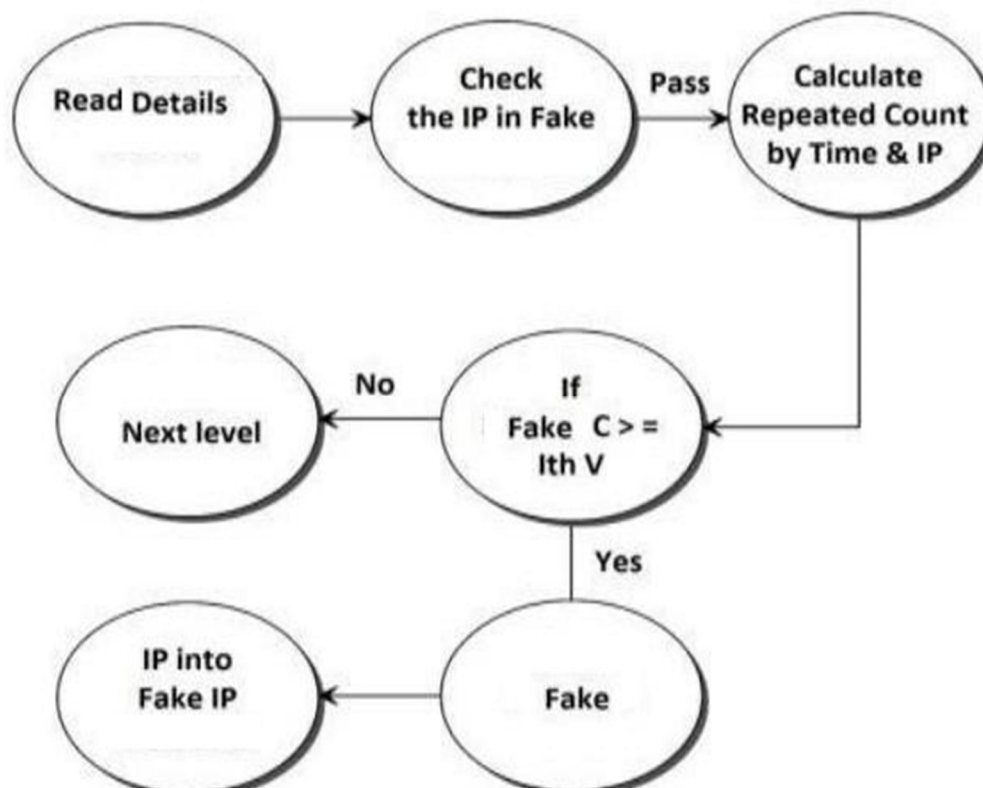 Read Details
Check
the IP in Fake
Pass
Calculate
Repeated Count
by Time & IP
No
Next level
If
Fake C > =
Ith V
Yes
IP into
Fake IP
Fake